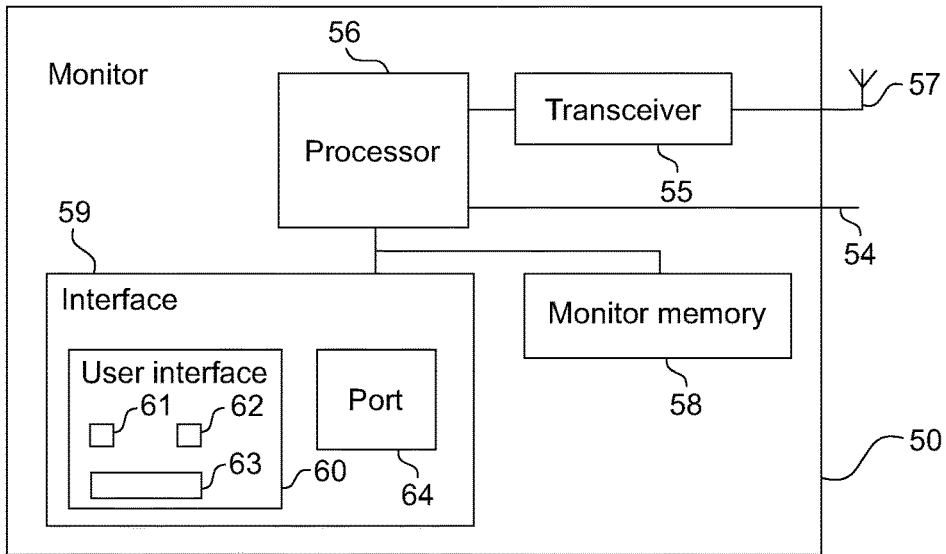 56
Monitor
57
Transceiver
Processor
55
59
54
Interface
Monitor memory
User interface
61
62
Port
58
50
63
60
64